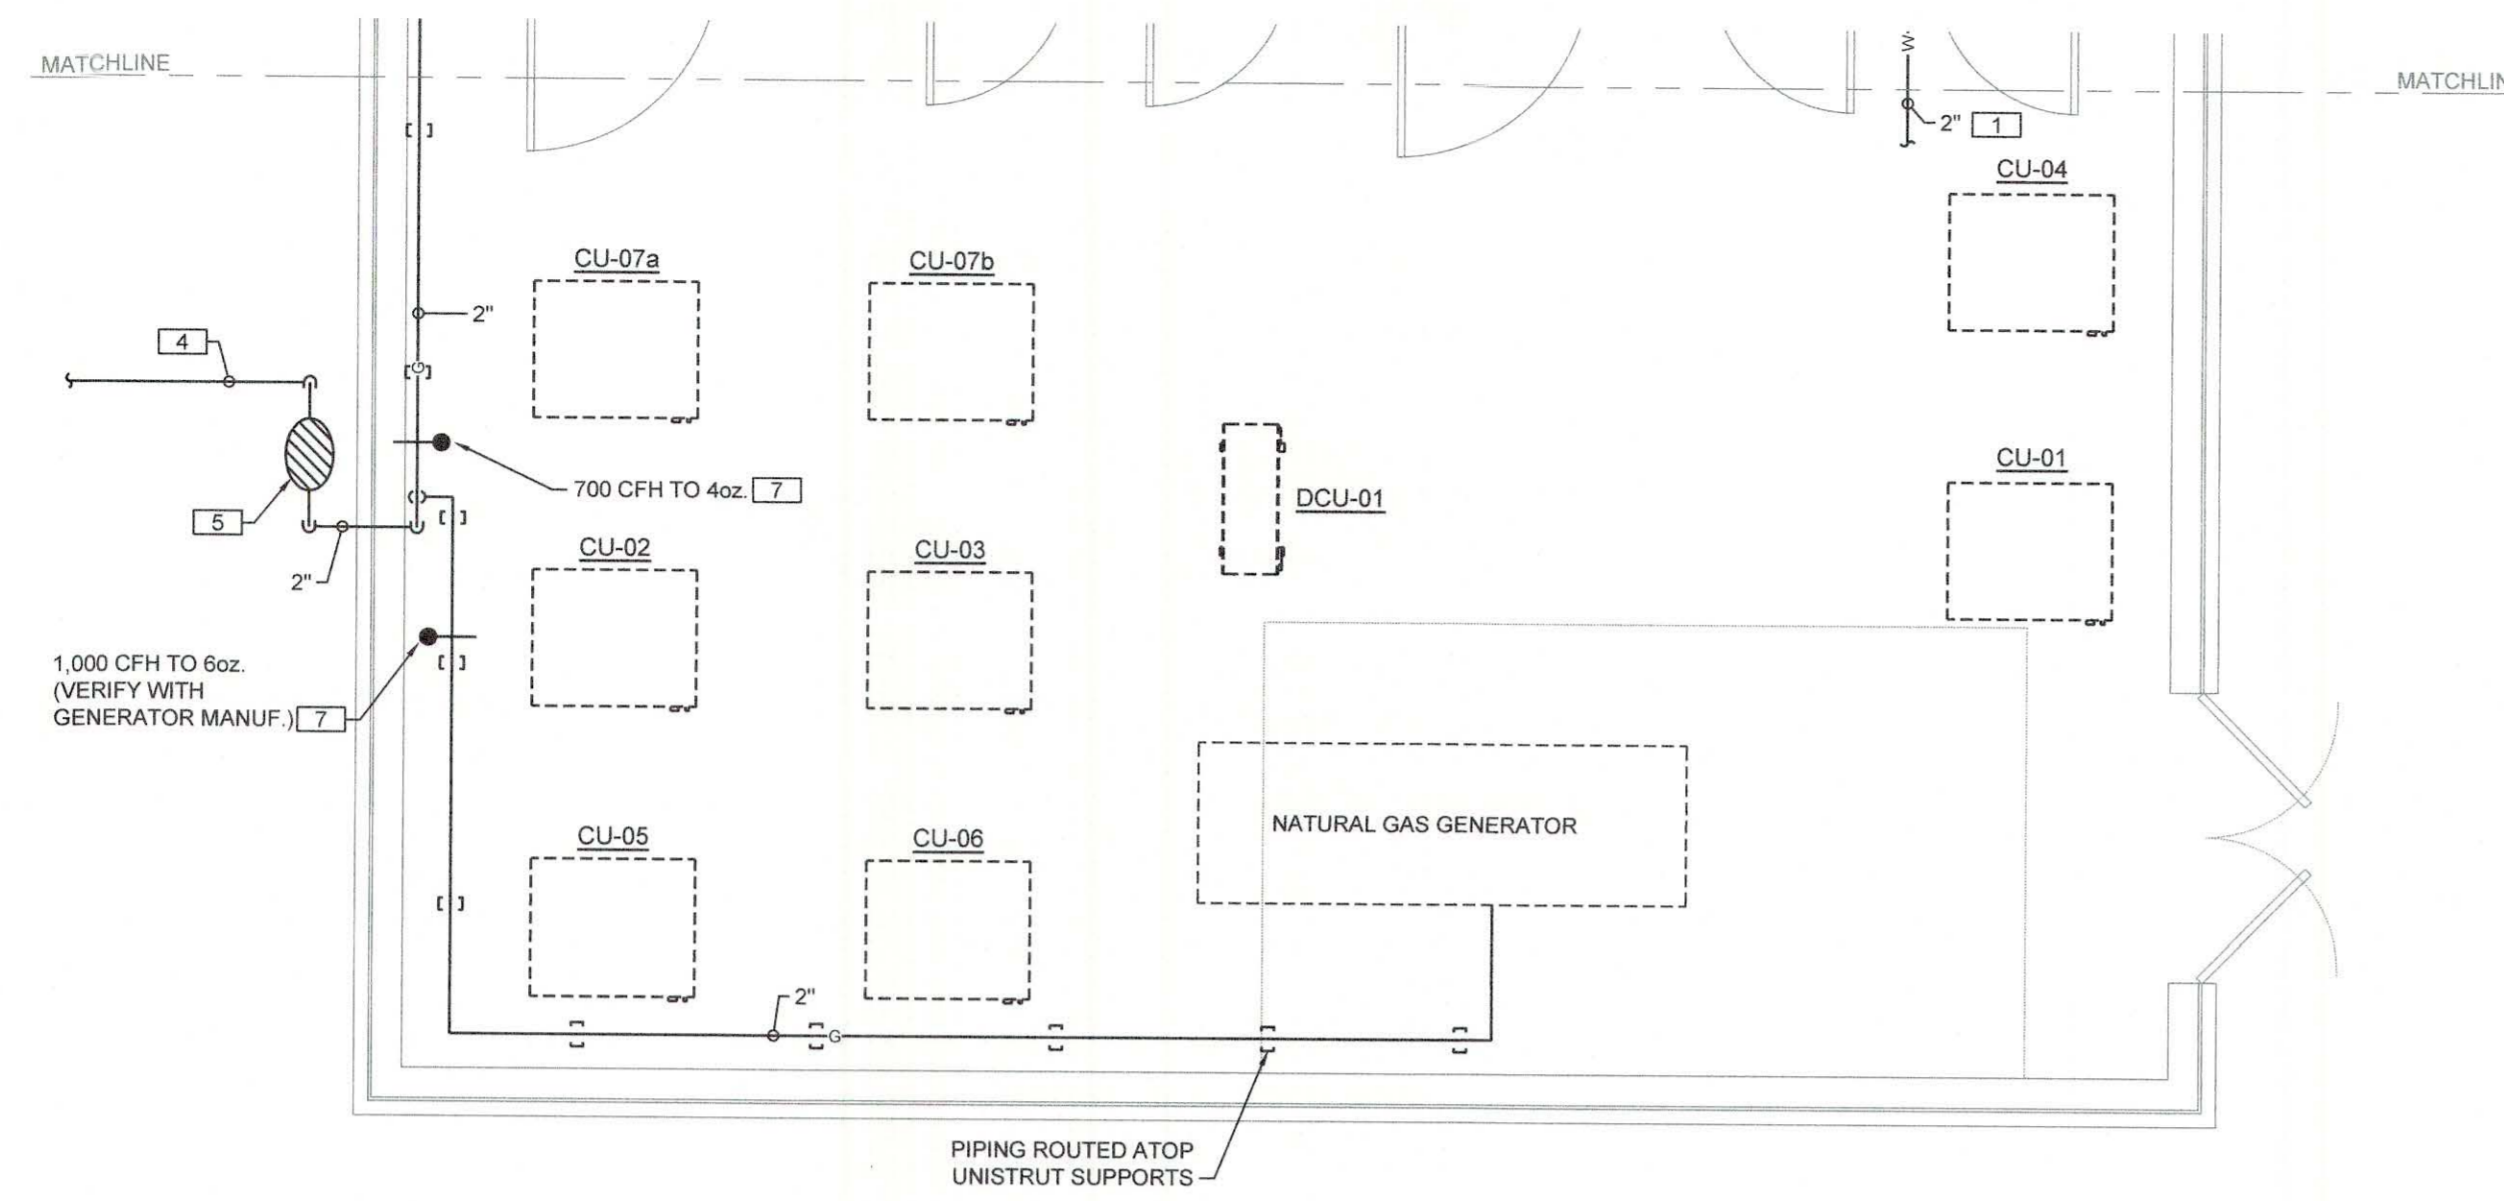 MATCHLINE
W
MATCHLIN
2" 1
CU-04
CU-07a
CU-07b
2"
4
G
CU-01
700 CFH TO 4oz. 7
DCU-01
5
CU-02
CU-03
2"
1,000 CFH TO 6oz.
(VERIFY WITH
GENERATOR MANUF.) 7
NATURAL GAS GENERATOR
CU-05
CU-06
2"
G
PIPING ROUTED ATOP
UNISTRUT SUPPORTS